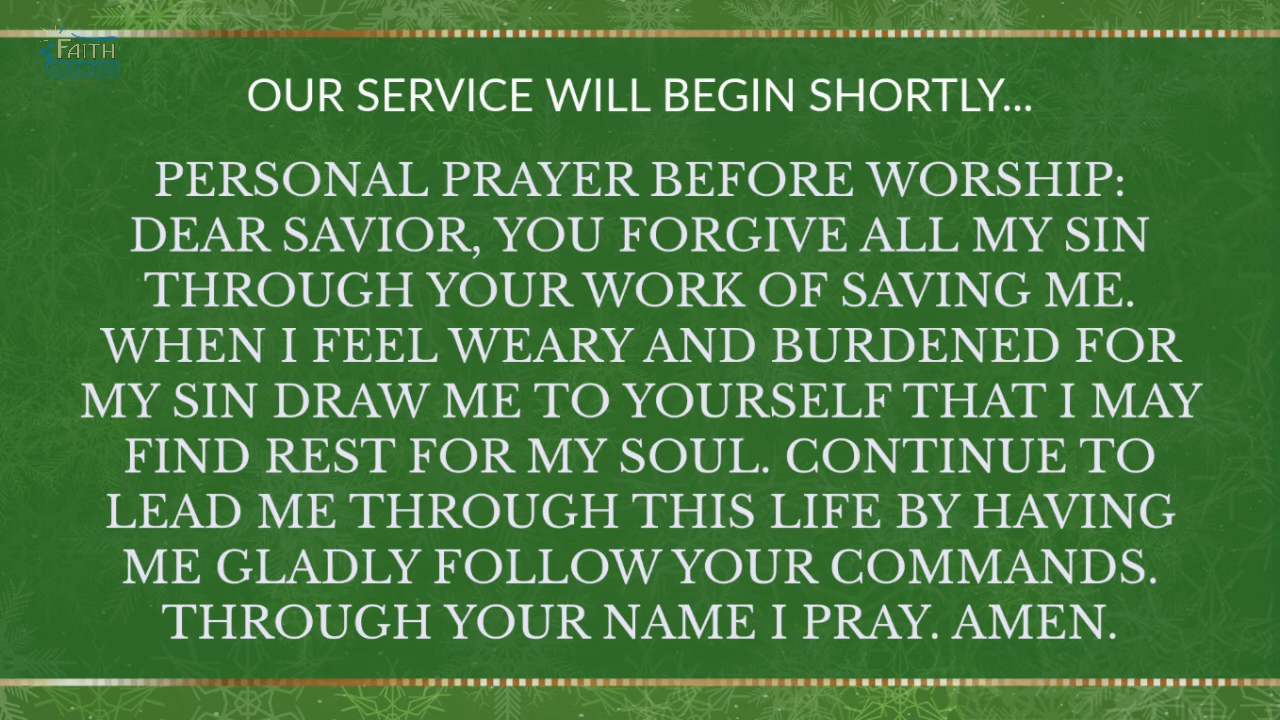 FAITH
OUR SERVICE WILL BEGIN SHORTLY...
PERSONAL PRAYER BEFORE WORSHIP:
DEAR SAVIOR, YOU FORGIVE ALL MY SIN
THROUGH YOUR WORK OF SAVING ME.
WHEN I FEEL WEARY AND BURDENED FOR
MY SIN DRAW ME TO YOURSELF THAT I MAY
FIND REST FOR MY SOUL. CONTINUE TO
LEAD ME THROUGH THIS LIFE BY HAVING
ME GLADLY FOLLOW YOUR COMMANDS.
THROUGH YOUR NAME I PRAY. AMEN.